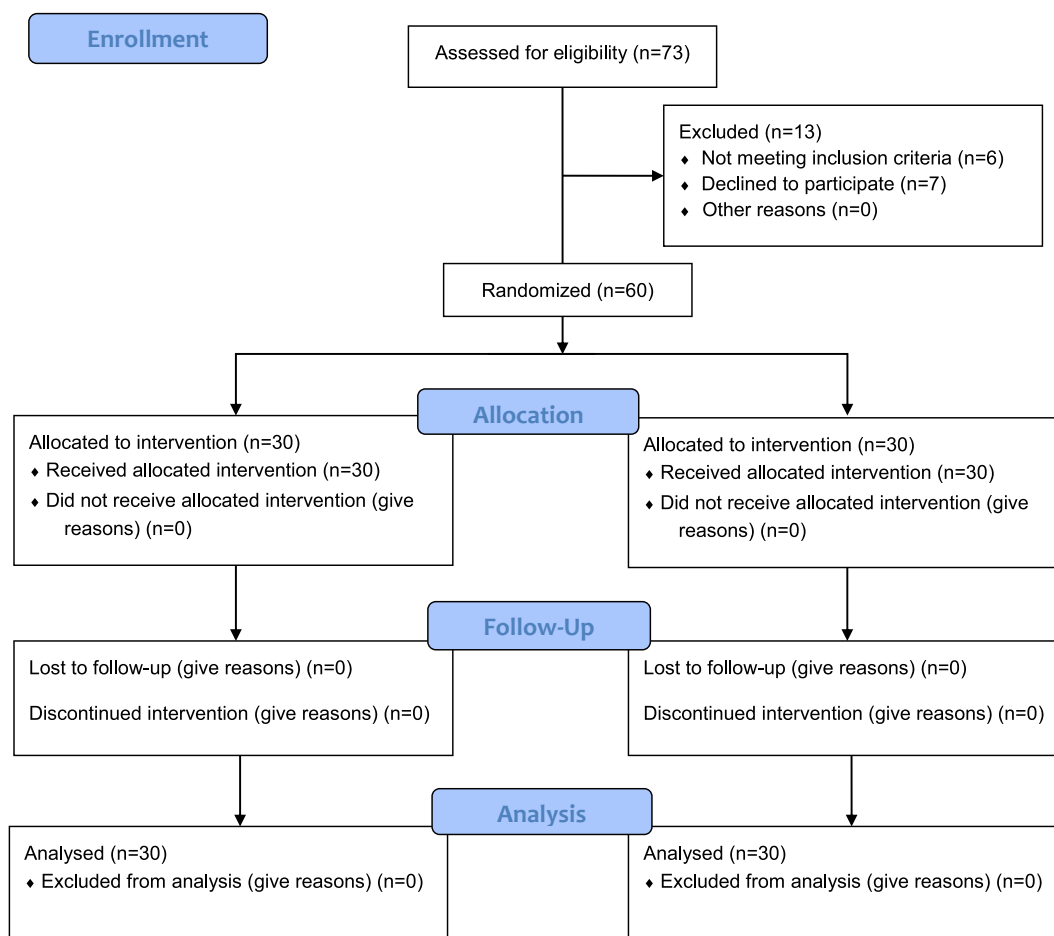 Enrollment
Assessed for eligibility (n=73)
Excluded (n=13)
♦ Not meeting inclusion criteria (n=6)
♦ Declined to participate (n=7)
♦ Other reasons (n=0)
Randomized (n=60)
Allocation
Allocated to intervention (n=30)
♦ Received allocated intervention (n=30)
♦ Did not receive allocated intervention (give
reasons) (n=0)
Allocated to intervention (n=30)
♦ Received allocated intervention (n=30)
♦ Did not receive allocated intervention (give
reasons) (n=0)
Follow-Up
Lost to follow-up (give reasons) (n=0)
Discontinued intervention (give reasons) (n=0)
Lost to follow-up (give reasons) (n=0)
Discontinued intervention (give reasons) (n=0)
Analysis
Analysed (n=30)
♦ Excluded from analysis (give reasons) (n=0)
Analysed (n=30)
♦ Excluded from analysis (give reasons) (n=0)